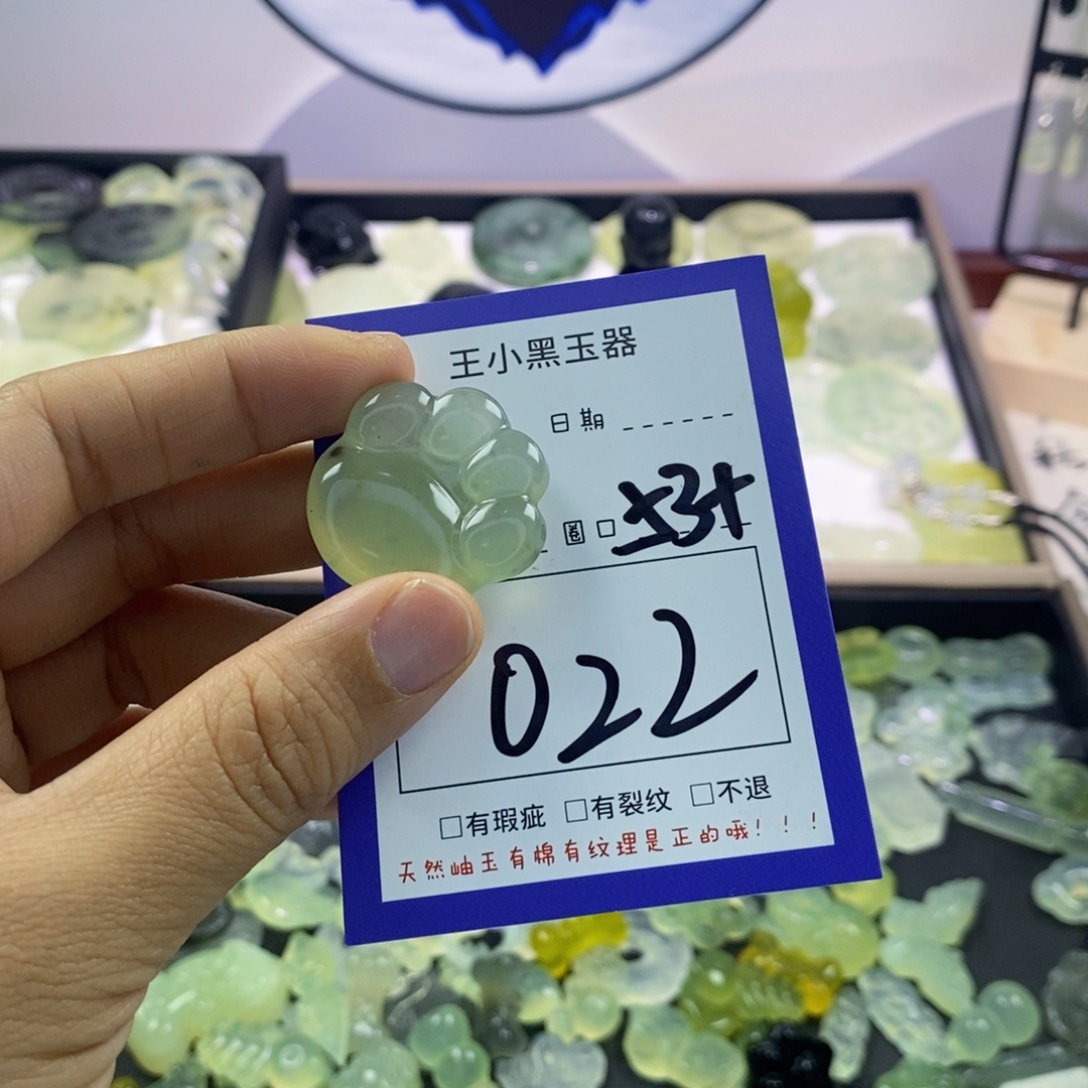 王小黑玉器
日期
圈口
022
□有瑕疵 □有裂纹 □不退
天然岫玉有棉有纹理是正的哦！！！